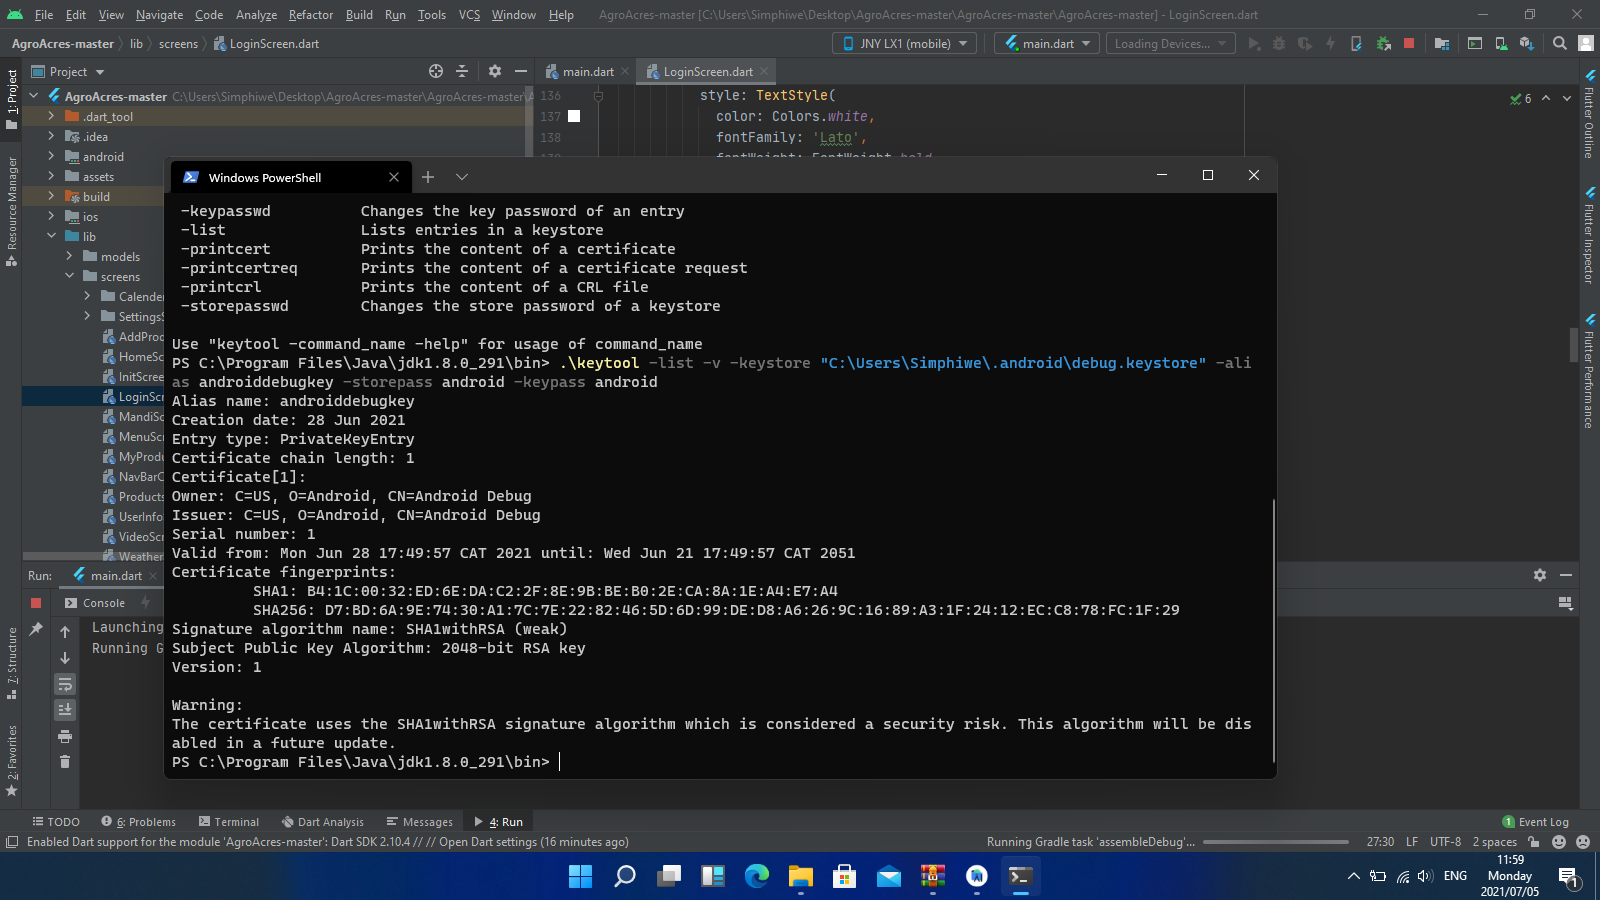 File Edit View Navigate Code Analyze Refactor Build Run Tools VCS Window Help AgroAcres-master [C:\Users\Simphiwe\Desktop\AgroAcres-master\AgroAcres-master\AgroAcres-master] - LoginScreen.dart
AgroAcres-master lib screens LoginScreen.dart JNY LX1 (mobile) main.dart Loading Devices...
Project main.dart LoginScreen.dart
1: Project
Resource Manager
7: Structure
2: Favorites
AgroAcres-master C:\Users\Simphiwe\Desktop\AgroAcres-master\AgroAcres-master\A
.dart_tool
.idea
android
assets
build
ios
lib
models
screens
Calende
Settings
AddProd
HomeSc
InitScree
LoginScr
MandiSc
MenuScr
MyProdu
NavBarC
Products
UserInfo
VideoScr
Weather
136 style: TextStyle(
137 color: Colors.white,
138 fontFamily: 'Lato',
fontWeight: FontWeight.bold
6
Flutter Outline
Flutter Inspector
Flutter Performance
Windows PowerShell
-keypasswd Changes the key password of an entry
-list Lists entries in a keystore
-printcert Prints the content of a certificate
-printcertreq Prints the content of a certificate request
-printcrl Prints the content of a CRL file
-storepasswd Changes the store password of a keystore
Use "keytool -command_name -help" for usage of command_name
PS C:\Program Files\Java\jdk1.8.0_291\bin> .\keytool -list -v -keystore "C:\Users\Simphiwe\.android\debug.keystore" -ali
as androiddebugkey -storepass android -keypass android
Alias name: androiddebugkey
Creation date: 28 Jun 2021
Entry type: PrivateKeyEntry
Certificate chain length: 1
Certificate[1]:
Owner: C=US, O=Android, CN=Android Debug
Issuer: C=US, O=Android, CN=Android Debug
Serial number: 1
Valid from: Mon Jun 28 17:49:57 CAT 2021 until: Wed Jun 21 17:49:57 CAT 2051
Certificate fingerprints:
SHA1: B4:1C:00:32:ED:6E:DA:C2:2F:8E:9B:BE:B0:2E:CA:8A:1E:A4:E7:A4
SHA256: D7:BD:6A:9E:74:30:A1:7C:7E:22:82:46:5D:6D:99:DE:D8:A6:26:9C:16:89:A3:1F:24:12:EC:C8:78:FC:1F:29
Signature algorithm name: SHA1withRSA (weak)
Subject Public Key Algorithm: 2048-bit RSA key
Version: 1
Warning:
The certificate uses the SHA1withRSA signature algorithm which is considered a security risk. This algorithm will be dis
abled in a future update.
PS C:\Program Files\Java\jdk1.8.0_291\bin>
Run: main.dart
Console
Launching
Running G
TODO 6: Problems Terminal Dart Analysis Messages 4: Run 1 Event Log
Enabled Dart support for the module 'AgroAcres-master': Dart SDK 2.10.4 // // Open Dart settings (16 minutes ago) Running Gradle task 'assembleDebug'... 27:30 LF UTF-8 2 spaces
ENG
11:59
Monday
2021/07/05
1